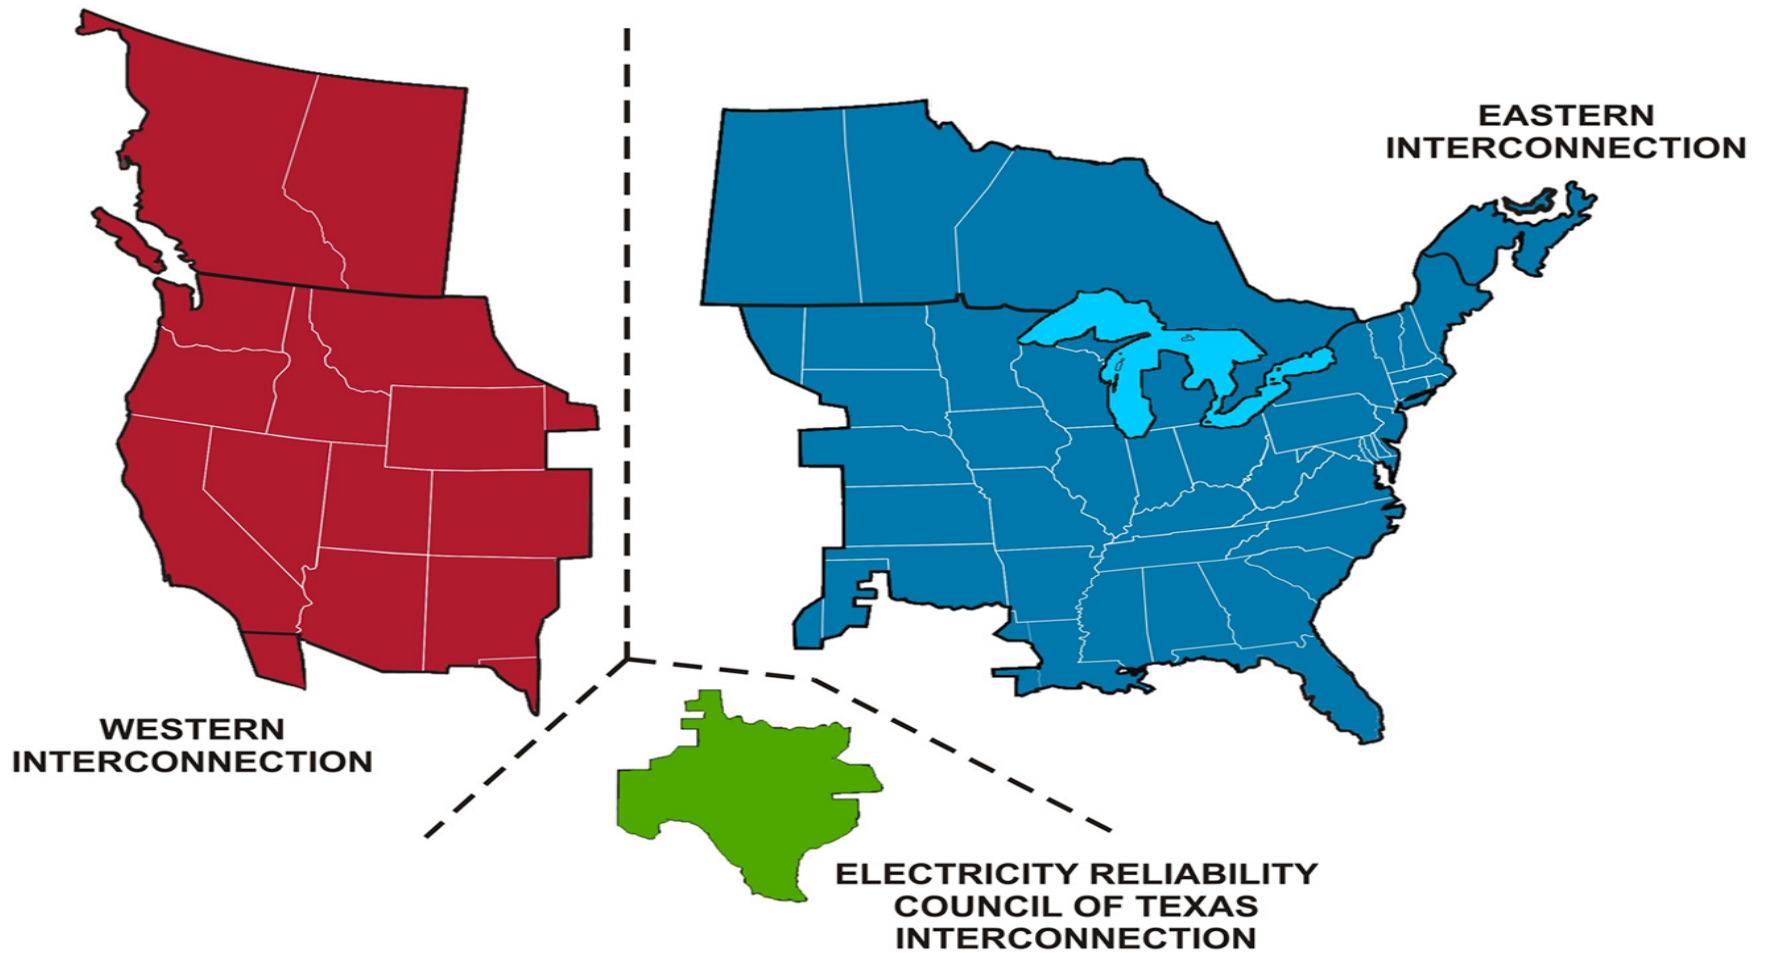 EASTERN
INTERCONNECTION
WESTERN
INTERCONNECTION
ELECTRICITY RELIABILITY
COUNCIL OF TEXAS
INTERCONNECTION